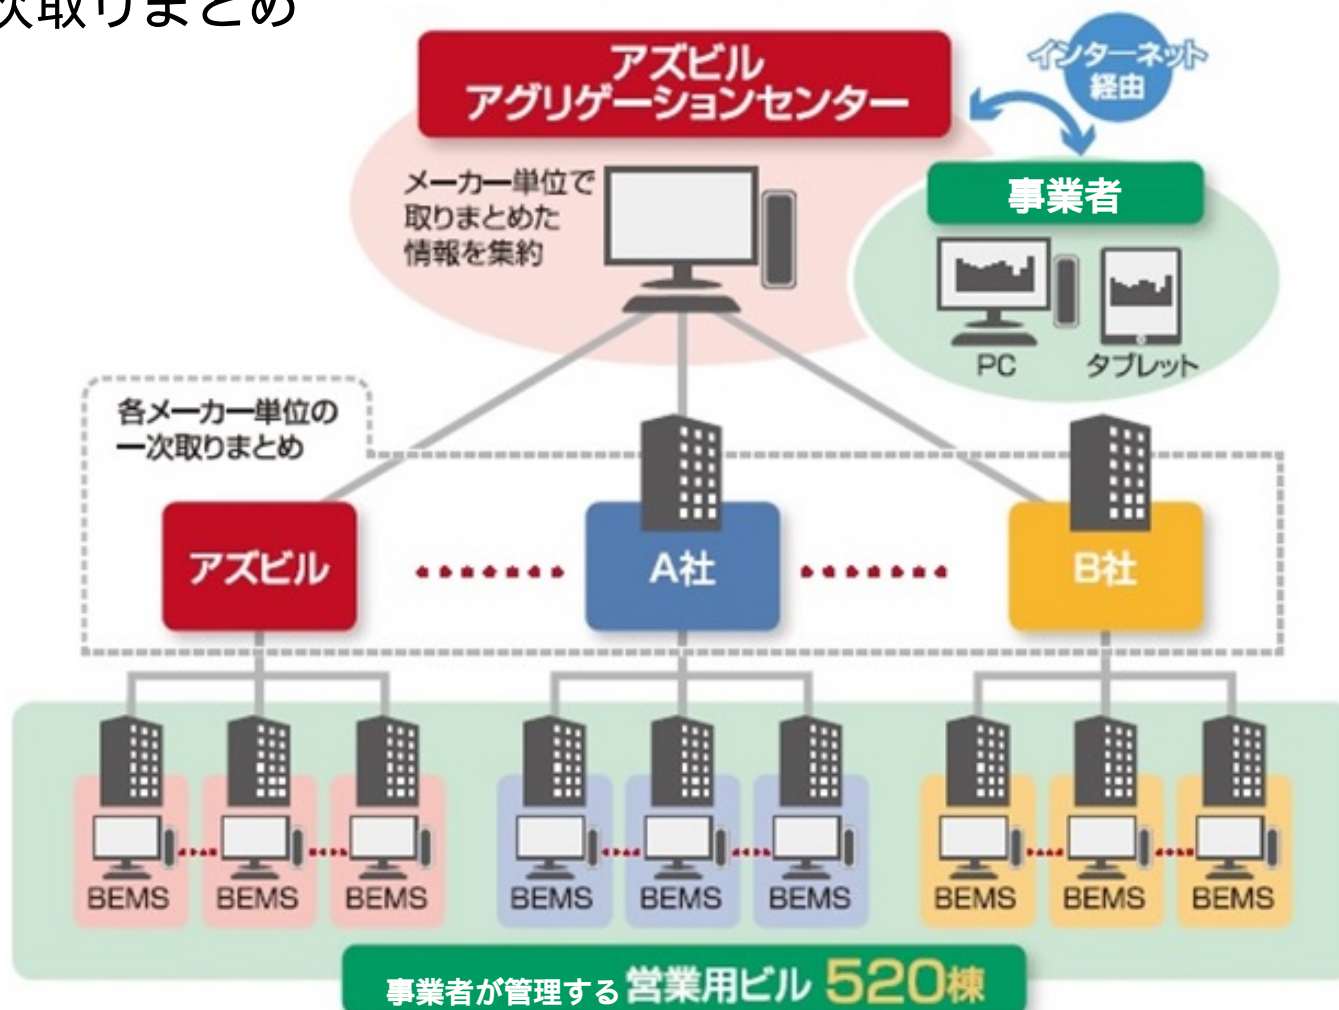 次取りまとめ
アズビル
アグリゲーションセンター
インターネット
経由
メーカー単位で
取りまとめた
情報を集約
事業者
PC
タブレット
各メーカー単位の
一次取りまとめ
アズビル
A社
B社
BEMS
BEMS
BEMS
BEMS
BEMS
BEMS
BEMS
BEMS
BEMS
事業者が管理する 営業用ビル 520棟